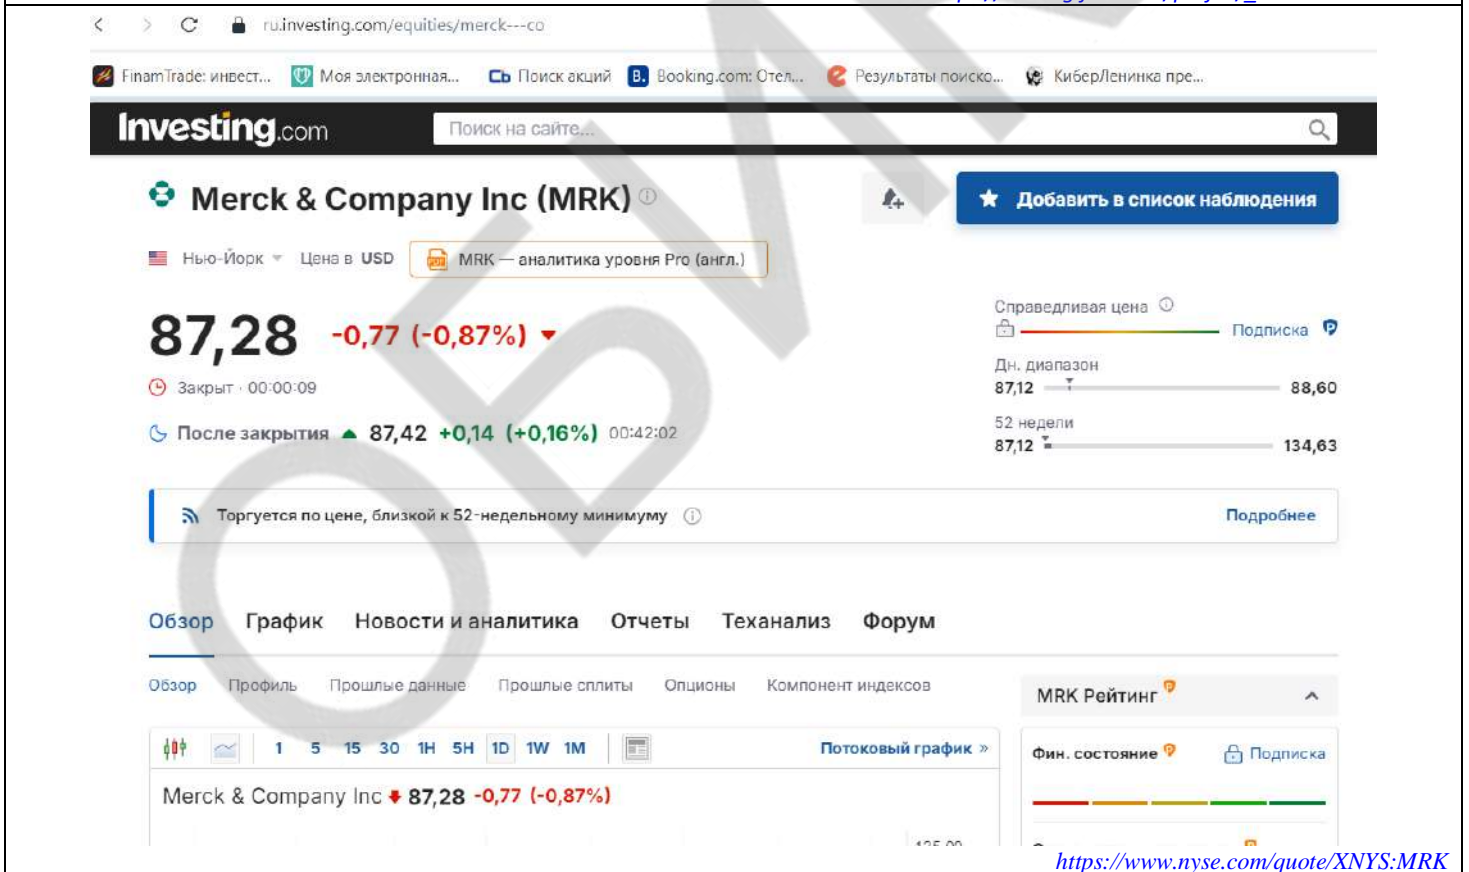 ru.investing.com/equities/merck---co
FinamTrade: инвест... Моя электронная... Сь Поиск акций B. Booking.com: Отел... Результаты поиско... КиберЛенинка пре...
Investing.com Поиск на сайте...
Merck & Company Inc (MRK)
Добавить в список наблюдения
Нью-Йорк Цена в USD MRK — аналитика уровня Pro (англ.)
Справедливая цена
87,28 -0,77 (-0,87%) Подписка
Дн. диапазон
Закрыт · 00:00:09 87,12 88,60
52 недели
После закрытия 87,42 +0,14 (+0,16%) 00:42:02 87,12 134,63
Торгуется по цене, близкой к 52-недельному минимуму Подробнее
Обзор График Новости и аналитика Отчеты Теханализ Форум
Обзор Профиль Прошлые данные Прошлые сплиты Опционы Компонент индексов
MRK Рейтинг
1 5 15 30 1H 5H 1D 1W 1M Потоковый график »
Фин. состояние Подписка
Merck & Company Inc 87,28 -0,77 (-0,87%)
https://www.nyse.com/quote/XNYS:MRK